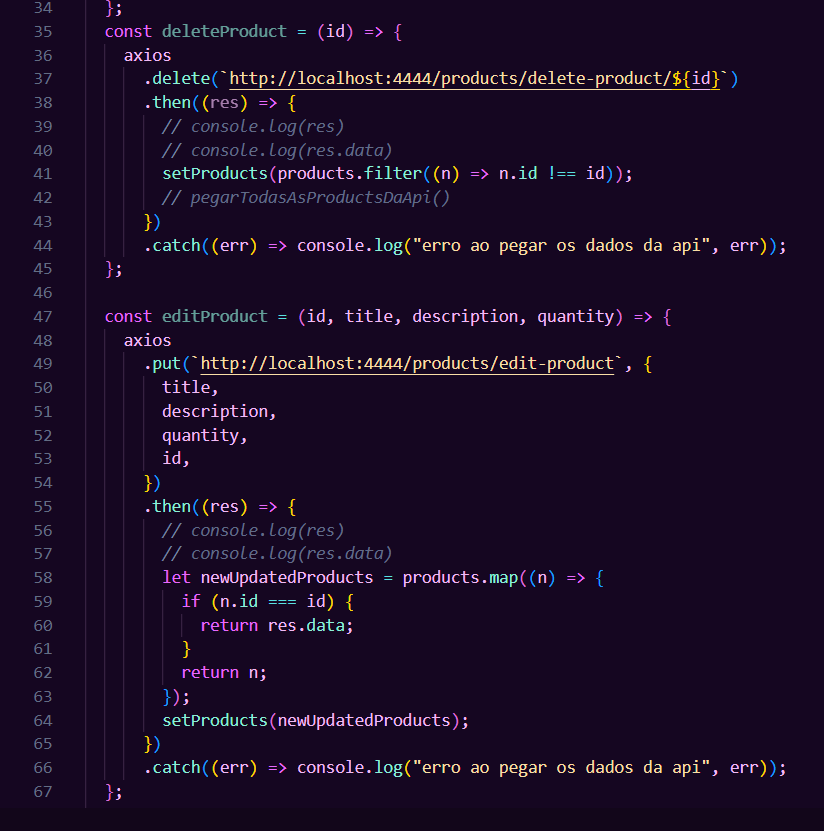 34 };
35 const deleteProduct = (id) => {
36 axios
37 .delete(`http://localhost:4444/products/delete-product/${id}`)
38 .then((res) => {
39 // console.log(res)
40 // console.log(res.data)
41 setProducts(products.filter((n) => n.id !== id));
42 // pegarTodasAsProductsDaApi()
43 })
44 .catch((err) => console.log("erro ao pegar os dados da api", err));
45 };
46
47 const editProduct = (id, title, description, quantity) => {
48 axios
49 .put(`http://localhost:4444/products/edit-product`, {
50 title,
51 description,
52 quantity,
53 id,
54 })
55 .then((res) => {
56 // console.log(res)
57 // console.log(res.data)
58 let newUpdatedProducts = products.map((n) => {
59 if (n.id === id) {
60 return res.data;
61 }
62 return n;
63 });
64 setProducts(newUpdatedProducts);
65 })
66 .catch((err) => console.log("erro ao pegar os dados da api", err));
67 };